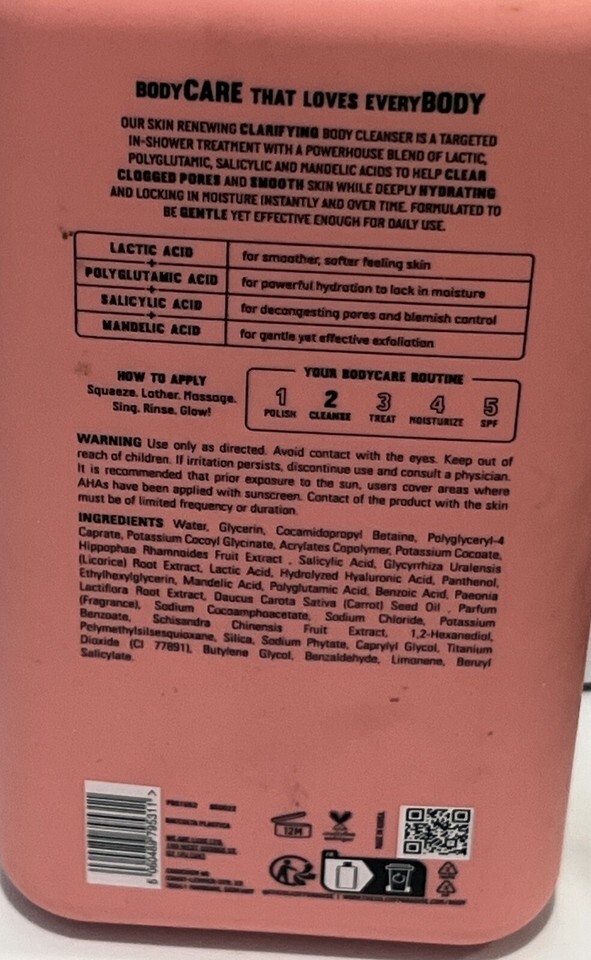 BODYCARE THAT LOVES EVERYBODY
OUR SKIN RENEWING CLARIFYING BODY CLEANSER IS A TARGETED
IN-SHOWER TREATMENT WITH A POWERHOUSE BLEND OF LACTIC,
POLYGLUTAMIC, SALICYLIC AND MANDELIC ACIDS TO HELP CLEAR
CLOGGED PORES AND SMOOTH SKIN WHILE DEEPLY HYDRATING
AND LOCKING IN MOISTURE INSTANTLY AND OVER TIME. FORMULATED TO
BE GENTLE YET EFFECTIVE ENOUGH FOR DAILY USE.
LACTIC ACID for smoother, softer feeling skin
+
POLYGLUTAMIC ACID for powerful hydration to lock in moisture
+
SALICYLIC ACID for decongesting pores and blemish control
+
MANDELIC ACID for gentle yet effective exfoliation
HOW TO APPLY
Squeeze. Lather. Massage.
Sing. Rinse. Glow!
YOUR BODYCARE ROUTINE
1 2 3 4 5
POLISH CLEANSE TREAT MOISTURIZE SPF
WARNING Use only as directed. Avoid contact with the eyes. Keep out of
reach of children. If irritation persists, discontinue use and consult a physician.
It is recommended that prior exposure to the sun, users cover areas where
AHAs have been applied with sunscreen. Contact of the product with the skin
must be of limited frequency or duration.
INGREDIENTS Water, Glycerin, Cocamidopropyl Betaine, Polyglyceryl-4
Caprate, Potassium Cocoyl Glycinate, Acrylates Copolymer, Potassium Cocoate,
Hippophae Rhamnoides Fruit Extract , Salicylic Acid, Glycyrrhiza Uralensis
(Licorice) Root Extract, Lactic Acid, Hydrolyzed Hyaluronic Acid, Panthenol,
Ethylhexylglycerin, Mandelic Acid, Polyglutamic Acid, Benzoic Acid, Paeonia
Lactiflora Root Extract, Daucus Carota Sativa (Carrot) Seed Oil , Parfum
(Fragrance), Sodium Cocoamphoacetate, Sodium Chloride, Potassium
Benzoate, Schisandra Chinensis Fruit Extract, 1,2-Hexanediol,
Polymethylsilsesquioxane, Silica, Sodium Phytate, Caprylyl Glycol, Titanium
Dioxide (CI 77891), Butylene Glycol, Benzaldehyde, Limonene, Benzyl
Salicylate.
RACCOLTA PLASTICA
12M
MADE IN KOREA
FR